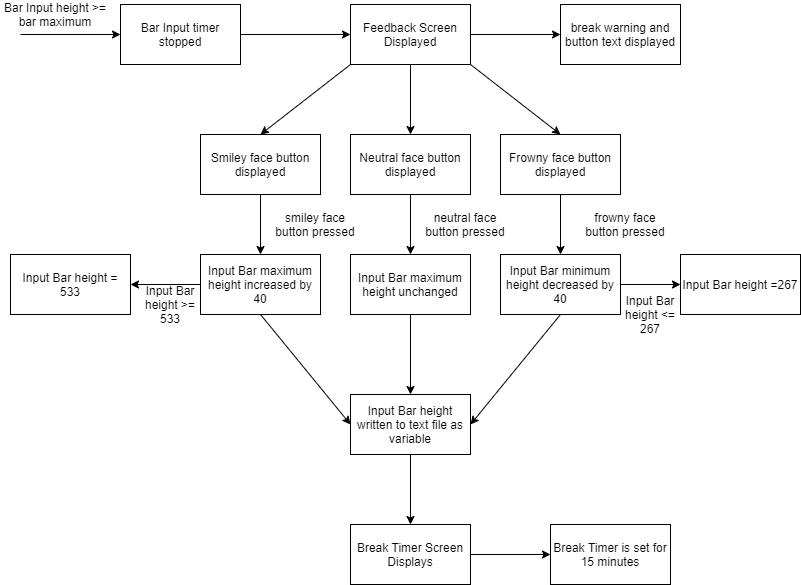 Bar Input height >=
bar maximum
Bar Input timer
stopped
Feedback Screen
Displayed
break warning and
button text displayed
Smiley face button
displayed
Neutral face button
displayed
Frowny face button
displayed
smiley face
button pressed
neutral face
button pressed
frowny face
button pressed
Input Bar height =
533
Input Bar
height >=
533
Input Bar maximum
height increased by
40
Input Bar maximum
height unchanged
Input Bar minimum
height decreased by
40
Input Bar
height <=
267
Input Bar height =267
Input Bar height
written to text file as
variable
Break Timer Screen
Displays
Break Timer is set for
15 minutes